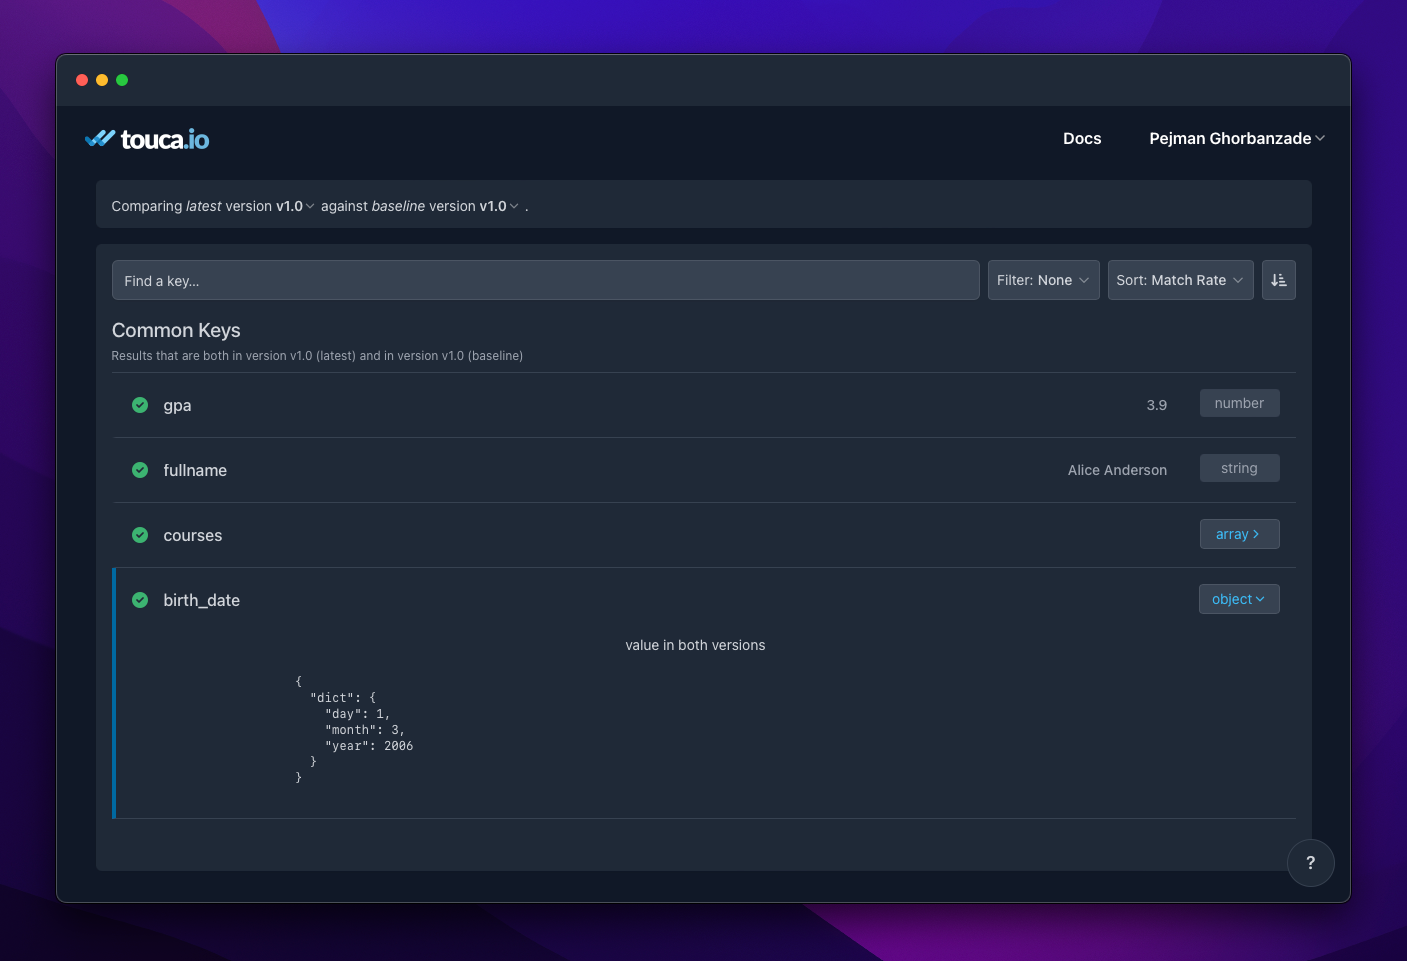 touca.io
Docs
Pejman Ghorbanzade
Comparing latest version v1.0 against baseline version v1.0 .
Find a key...
Filter: None
Sort: Match Rate
Common Keys
Results that are both in version v1.0 (latest) and in version v1.0 (baseline)
gpa 3.9 number
fullname Alice Anderson string
courses array
birth_date object
value in both versions
{
  "dict": {
    "day": 1,
    "month": 3,
    "year": 2006
  }
}
?